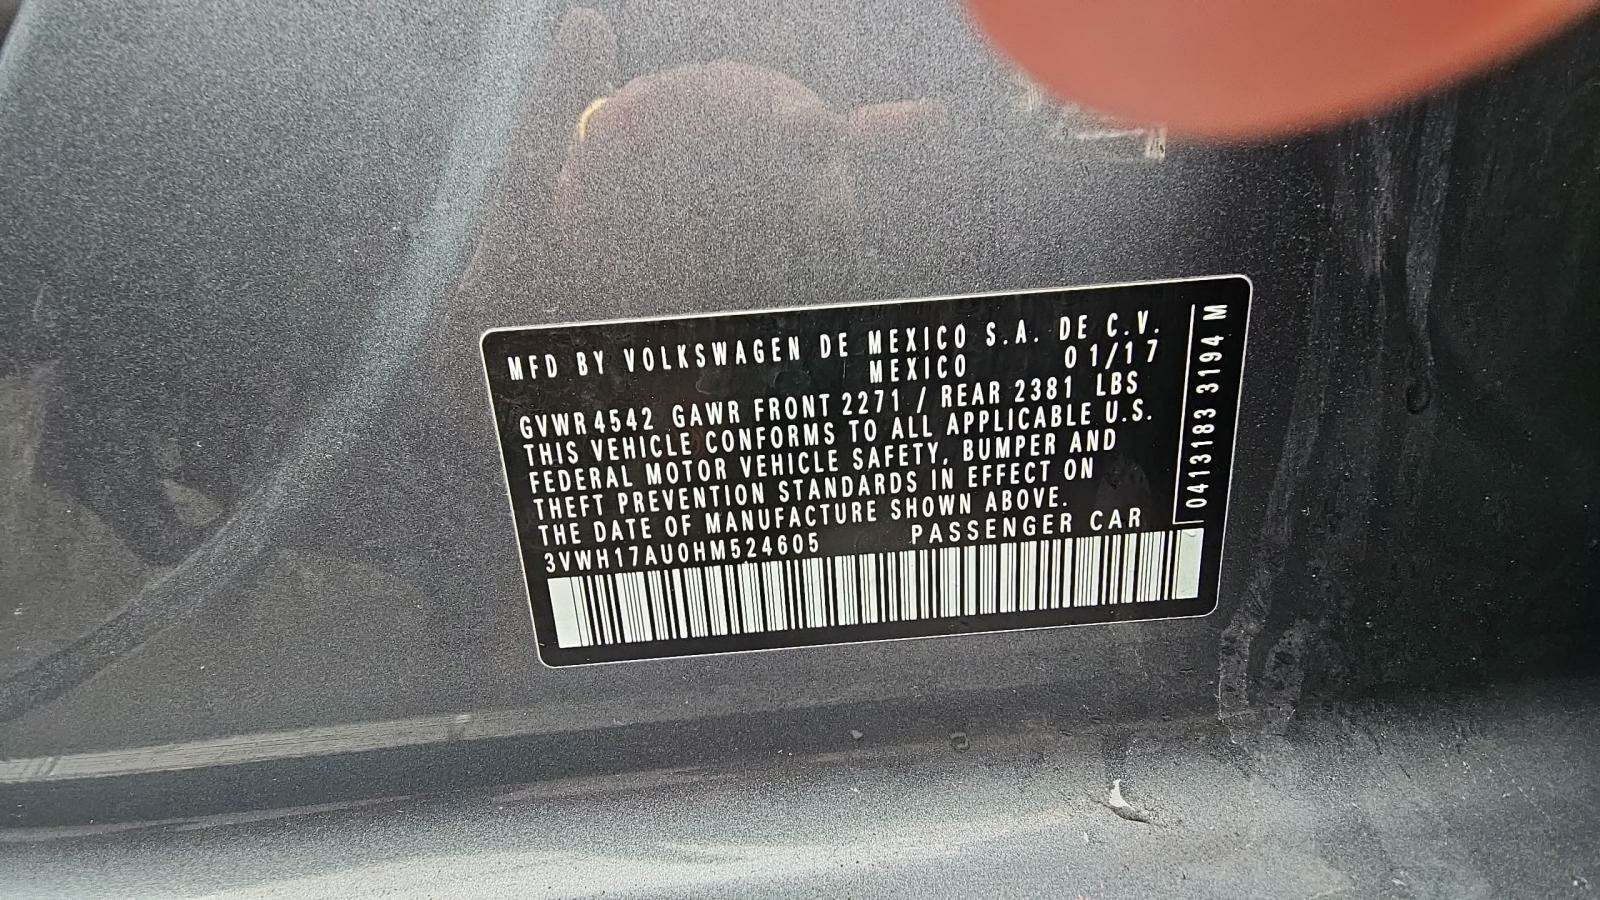 MFD BY VOLKSWAGEN DE MEXICO S.A. DE C.V.
MEXICO 01/17
GVWR 4542 GAWR FRONT 2271 / REAR 2381 LBS
THIS VEHICLE CONFORMS TO ALL APPLICABLE U.S.
FEDERAL MOTOR VEHICLE SAFETY, BUMPER AND
THEFT PREVENTION STANDARDS IN EFFECT ON
THE DATE OF MANUFACTURE SHOWN ABOVE.
3VWH17AU0HM524605 PASSENGER CAR
0413183 3194 M